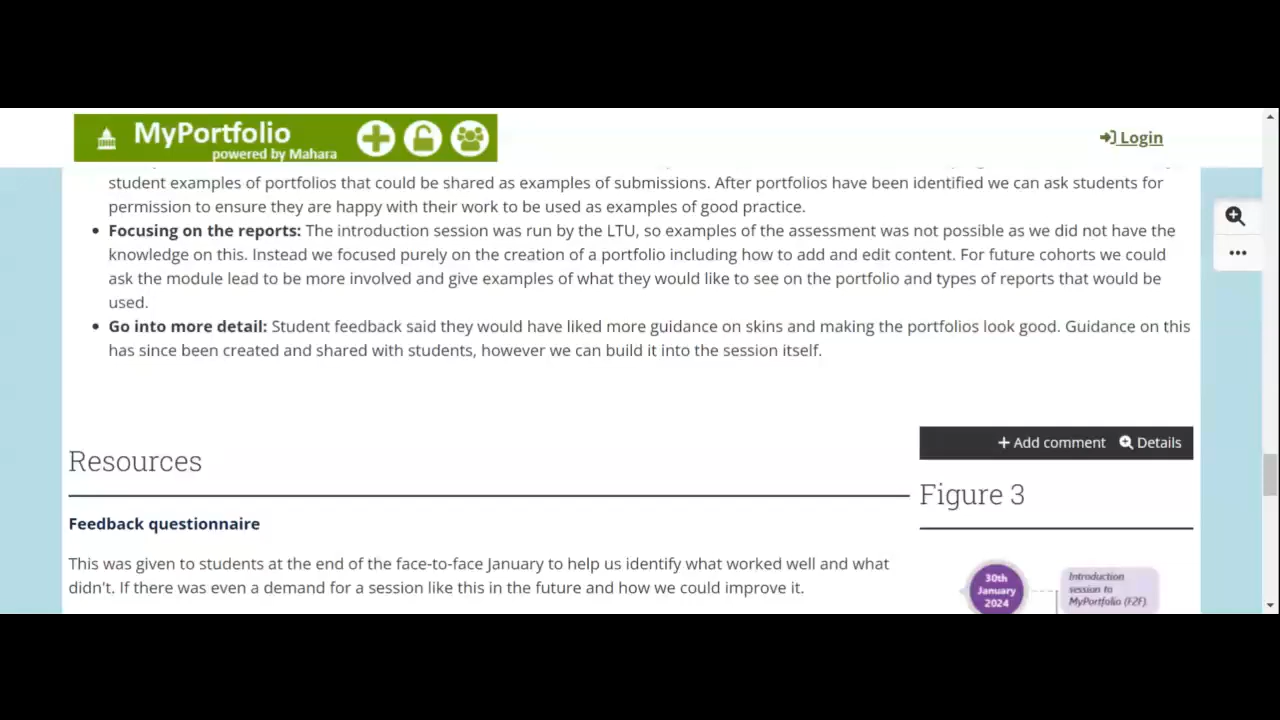 MyPortfolio
powered by Mahara
Login
student examples of portfolios that could be shared as examples of submissions. After portfolios have been identified we can ask students for
permission to ensure they are happy with their work to be used as examples of good practice.
Focusing on the reports: The introduction session was run by the LTU, so examples of the assessment was not possible as we did not have the
knowledge on this. Instead we focused purely on the creation of a portfolio including how to add and edit content. For future cohorts we could
ask the module lead to be more involved and give examples of what they would like to see on the portfolio and types of reports that would be
used.
Go into more detail: Student feedback said they would have liked more guidance on skins and making the portfolios look good. Guidance on this
has since been created and shared with students, however we can build it into the session itself.
Add comment Details
Resources
Figure 3
Feedback questionnaire
This was given to students at the end of the face-to-face January to help us identify what worked well and what
didn't. If there was even a demand for a session like this in the future and how we could improve it.
30th
January
2024
Introduction
session to
MyPortfolio (F2F)